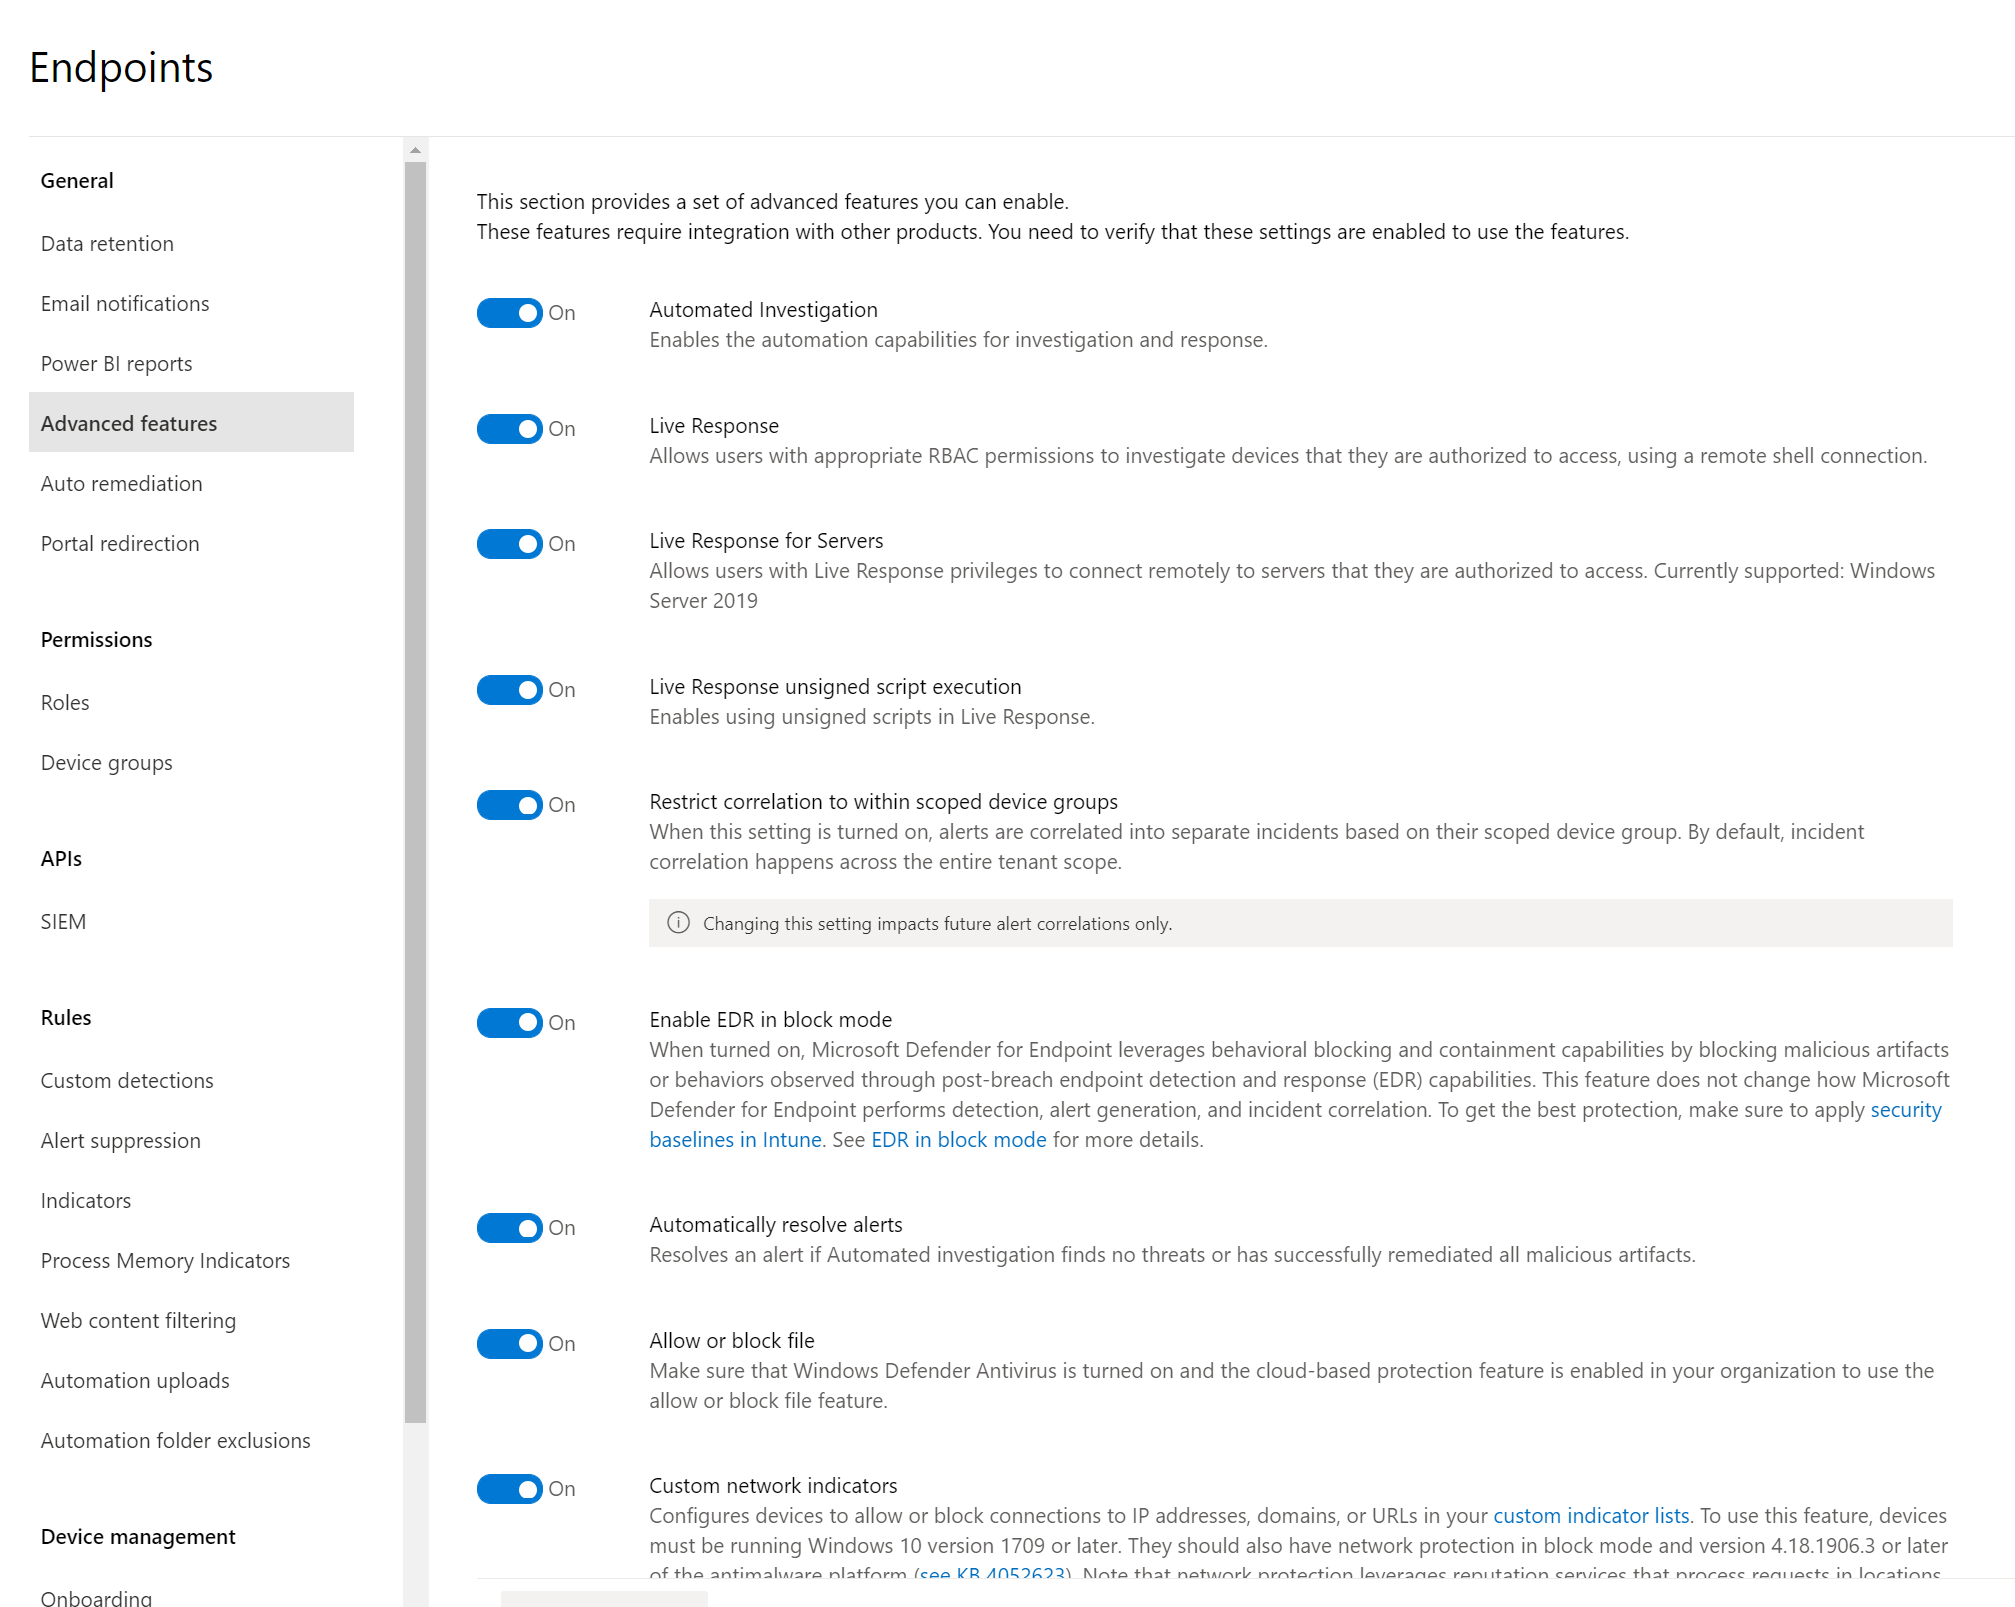 Endpoints
General
Data retention
Email notifications
Power BI reports
Advanced features
Auto remediation
Portal redirection
Permissions
Roles
Device groups
APIs
SIEM
Rules
Custom detections
Alert suppression
Indicators
Process Memory Indicators
Web content filtering
Automation uploads
Automation folder exclusions
Device management
Onboarding
This section provides a set of advanced features you can enable.
These features require integration with other products. You need to verify that these settings are enabled to use the features.
On
Automated Investigation
Enables the automation capabilities for investigation and response.
On
Live Response
Allows users with appropriate RBAC permissions to investigate devices that they are authorized to access, using a remote shell connection.
On
Live Response for Servers
Allows users with Live Response privileges to connect remotely to servers that they are authorized to access. Currently supported: Windows
Server 2019
On
Live Response unsigned script execution
Enables using unsigned scripts in Live Response.
On
Restrict correlation to within scoped device groups
When this setting is turned on, alerts are correlated into separate incidents based on their scoped device group. By default, incident
correlation happens across the entire tenant scope.
Changing this setting impacts future alert correlations only.
On
Enable EDR in block mode
When turned on, Microsoft Defender for Endpoint leverages behavioral blocking and containment capabilities by blocking malicious artifacts
or behaviors observed through post-breach endpoint detection and response (EDR) capabilities. This feature does not change how Microsoft
Defender for Endpoint performs detection, alert generation, and incident correlation. To get the best protection, make sure to apply security
baselines in Intune. See EDR in block mode for more details.
On
Automatically resolve alerts
Resolves an alert if Automated investigation finds no threats or has successfully remediated all malicious artifacts.
On
Allow or block file
Make sure that Windows Defender Antivirus is turned on and the cloud-based protection feature is enabled in your organization to use the
allow or block file feature.
On
Custom network indicators
Configures devices to allow or block connections to IP addresses, domains, or URLs in your custom indicator lists. To use this feature, devices
must be running Windows 10 version 1709 or later. They should also have network protection in block mode and version 4.18.1906.3 or later
of the antimalware platform (see KB 4052623). Note that network protection leverages reputation services that process requests in locations